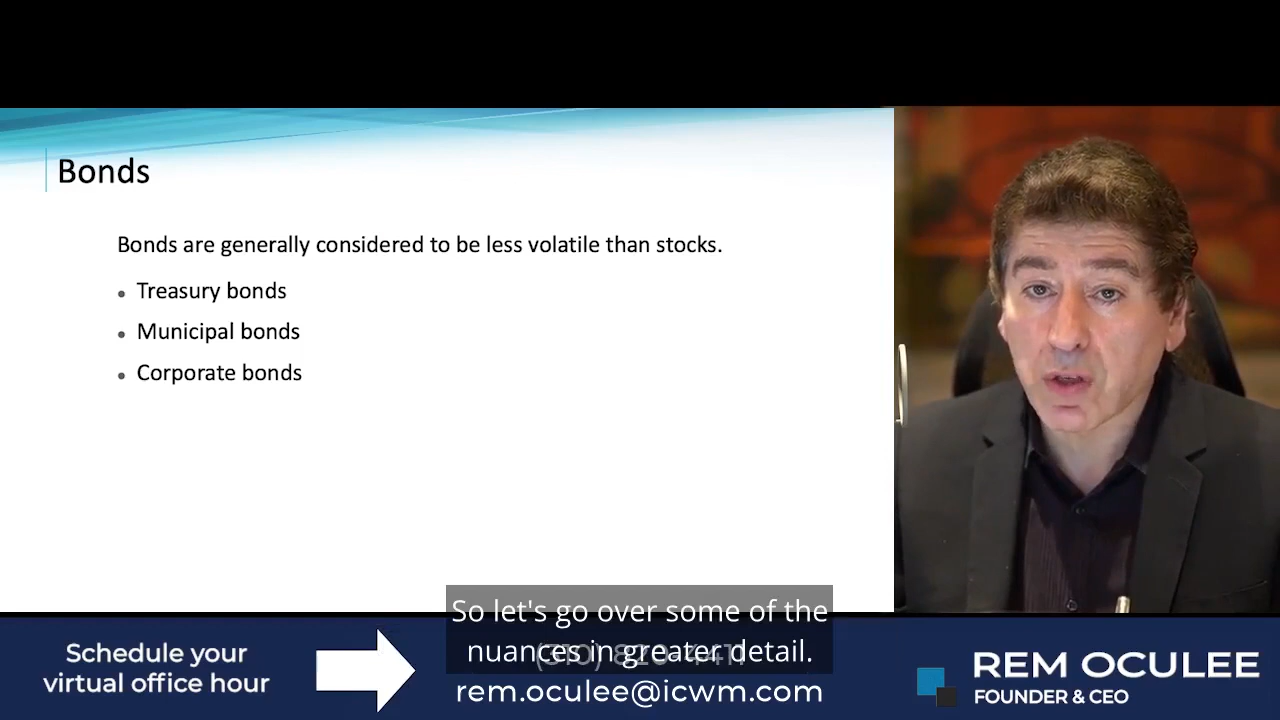 Bonds
Bonds are generally considered to be less volatile than stocks.
• Treasury bonds
• Municipal bonds
• Corporate bonds
So let's go over some of the
nuances in greater detail.
Schedule your
virtual office hour
rem.oculee@icwm.com
REM OCULEE
FOUNDER & CEO